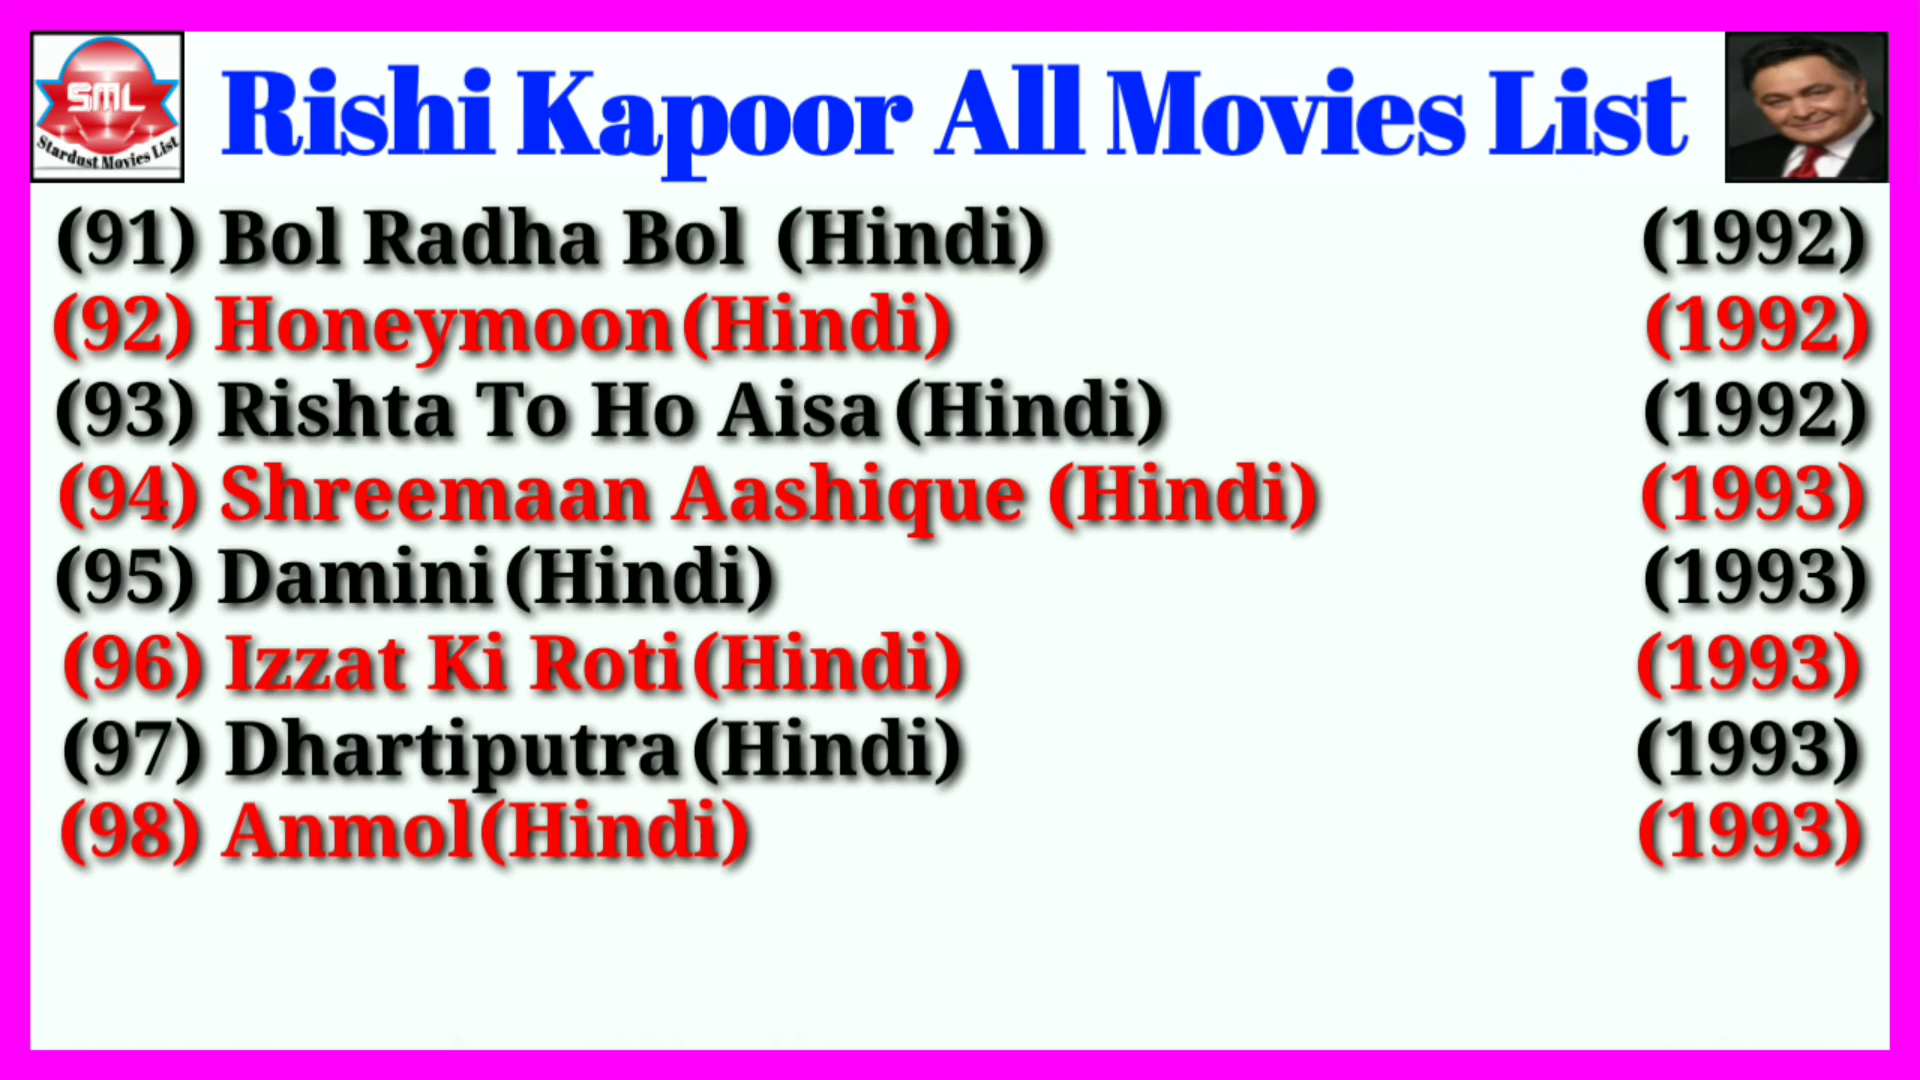 SML
Stardust Movies List
Rishi Kapoor All Movies List
(91) Bol Radha Bol (Hindi) (1992)
(92) Honeymoon (Hindi) (1992)
(93) Rishta To Ho Aisa (Hindi) (1992)
(94) Shreemaan Aashique (Hindi) (1993)
(95) Damini (Hindi) (1993)
(96) Izzat Ki Roti (Hindi) (1993)
(97) Dhartiputra (Hindi) (1993)
(98) Anmol (Hindi) (1993)